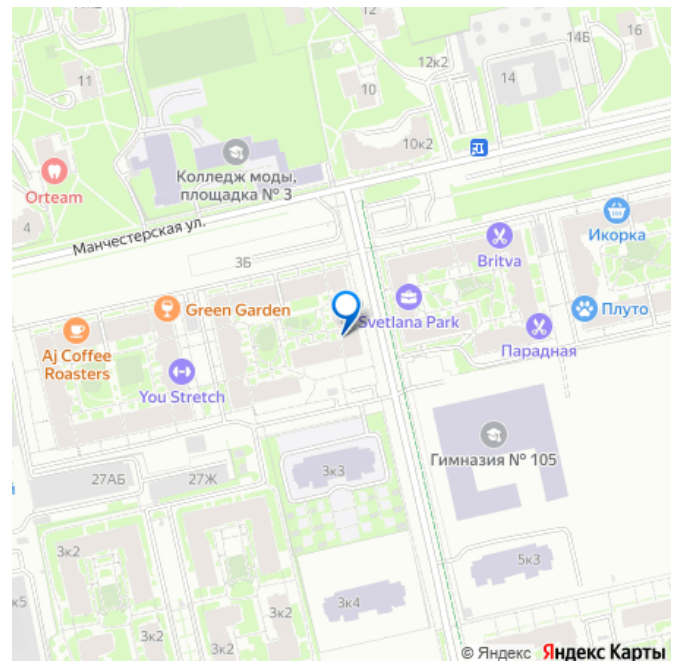 12
16
14Б
12к2
11
14
10
10к2
Колледж моды,
площадка № 3
Orteam
4
Манчестерская ул.
Икорка
Britva
3Б
Green Garden
Svetlana Park
Плуто
Aj Coffee
Roasters
Парадная
You Stretch
Гимназия № 105
3к3
27АБ
27Ж
й
3к2
5к3
к5
3к4
3к2
3к2
3к2
© Яндекс Яндекс Карты